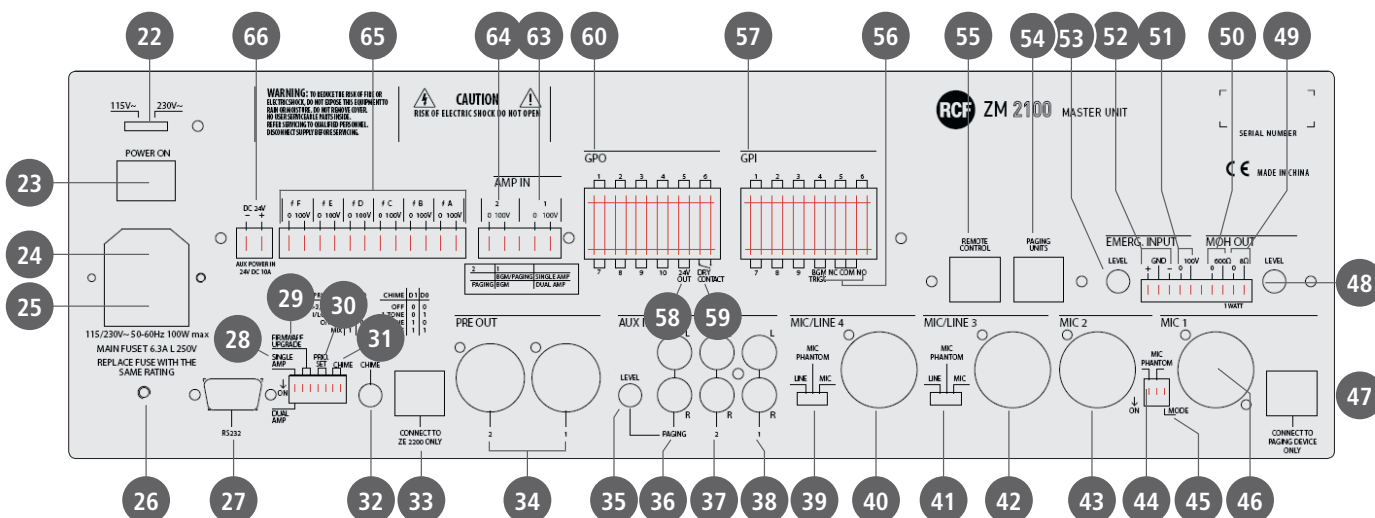 22 66 65 64 63 60 57 56 55 54 53 52 51 50 49
115V~ 230V~
WARNING: TO REDUCE THE RISK OF FIRE OR
ELECTRIC SHOCK, DO NOT EXPOSE THIS EQUIPMENT TO
RAIN OR MOISTURE. DO NOT REMOVE COVER.
NO USER SERVICEABLE PARTS INSIDE.
REFER SERVICING TO QUALIFIED PERSONNEL.
DISCONNECT SUPPLY BEFORE SERVICING.
CAUTION
RISK OF ELECTRIC SHOCK DO NOT OPEN
RCF ZM 2100 MASTER UNIT
SERIAL NUMBER
CE MADE IN CHINA
POWER ON
23
DC 24V
- +
AUX POWER IN
24V DC 10A
F E D C B A
0 100V 0 100V 0 100V 0 100V 0 100V 0 100V
AMP IN
2 1
0 100V 0 100V
2 1
BGM/PAGING SINGLE AMP
PAGING BGM DUAL AMP
GPO
1 2 3 4 5 6
7 8 9 10 24V OUT DRY CONTACT
GPI
1 2 3 4 5 6
7 8 9 BGM TRIG NC COM NO
REMOTE
CONTROL
PAGING
UNITS
EMERG. INPUT
LEVEL
+ GND - 0 100V
MOH OUT
0 600Ω 0 8Ω
1 WATT
LEVEL
48
24
25
115/230V~ 50-60Hz 100W max
MAIN FUSE T 6.3A L 250V
REPLACE FUSE WITH THE
SAME RATING
28 29 30 31
FIRMWARE
UPGRADE
SINGLE
AMP
PRIO.
SET
CHIME
ON
DUAL
AMP
CHIME D1 D0
OFF 0 0
TONE 0 1
1 0
1 1
MIX
CHIME
RS232
CONNECT TO
ZE 2200 ONLY
PRE OUT
2 1
58 59
LEVEL
L L
R R R
PAGING 2 1
MIC/LINE 4
MIC
PHANTOM
LINE MIC
MIC/LINE 3
MIC
PHANTOM
LINE MIC
MIC 2
MIC 1
MIC
PHANTOM
ON
MODE
CONNECT TO
PAGING DEVICE
ONLY
47
26 27 32 33 34 35 36 37 38 39 40 41 42 43 44 45 46